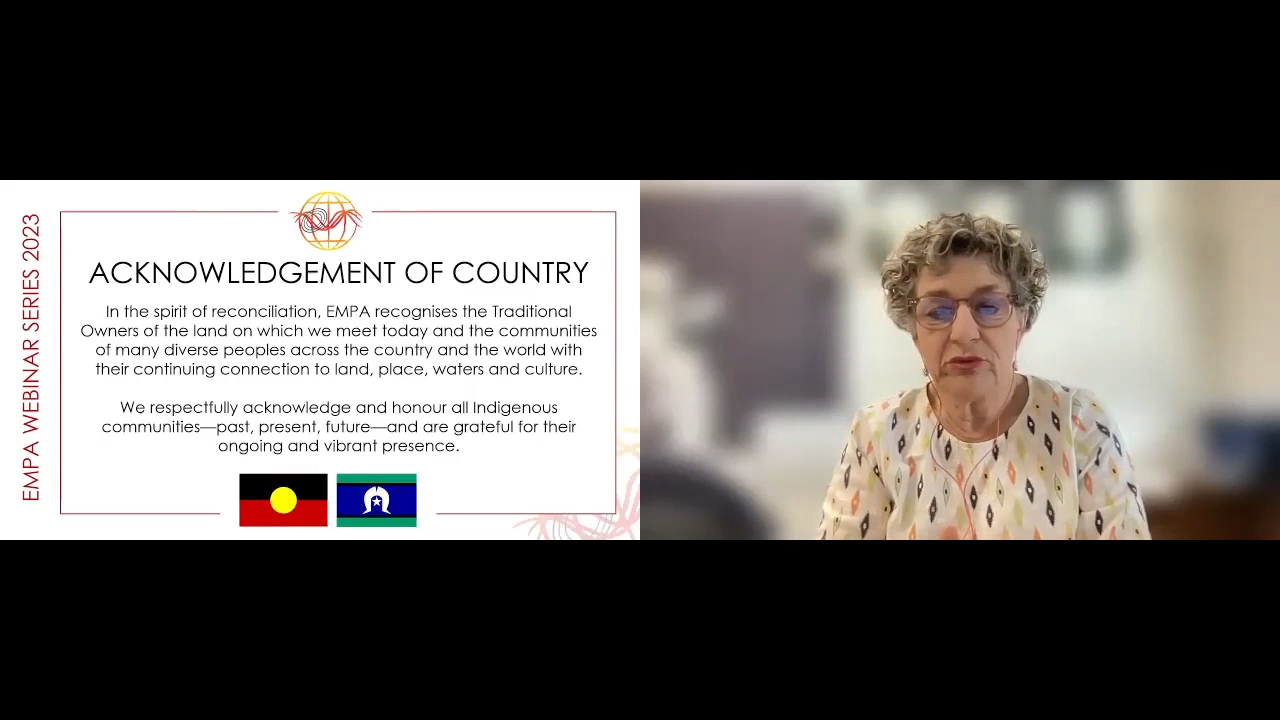 EMPA WEBINAR SERIES 2023
ACKNOWLEDGEMENT OF COUNTRY
In the spirit of reconciliation, EMPA recognises the Traditional
Owners of the land on which we meet today and the communities
of many diverse peoples across the country and the world with
their continuing connection to land, place, waters and culture.
We respectfully acknowledge and honour all Indigenous
communities—past, present, future—and are grateful for their
ongoing and vibrant presence.